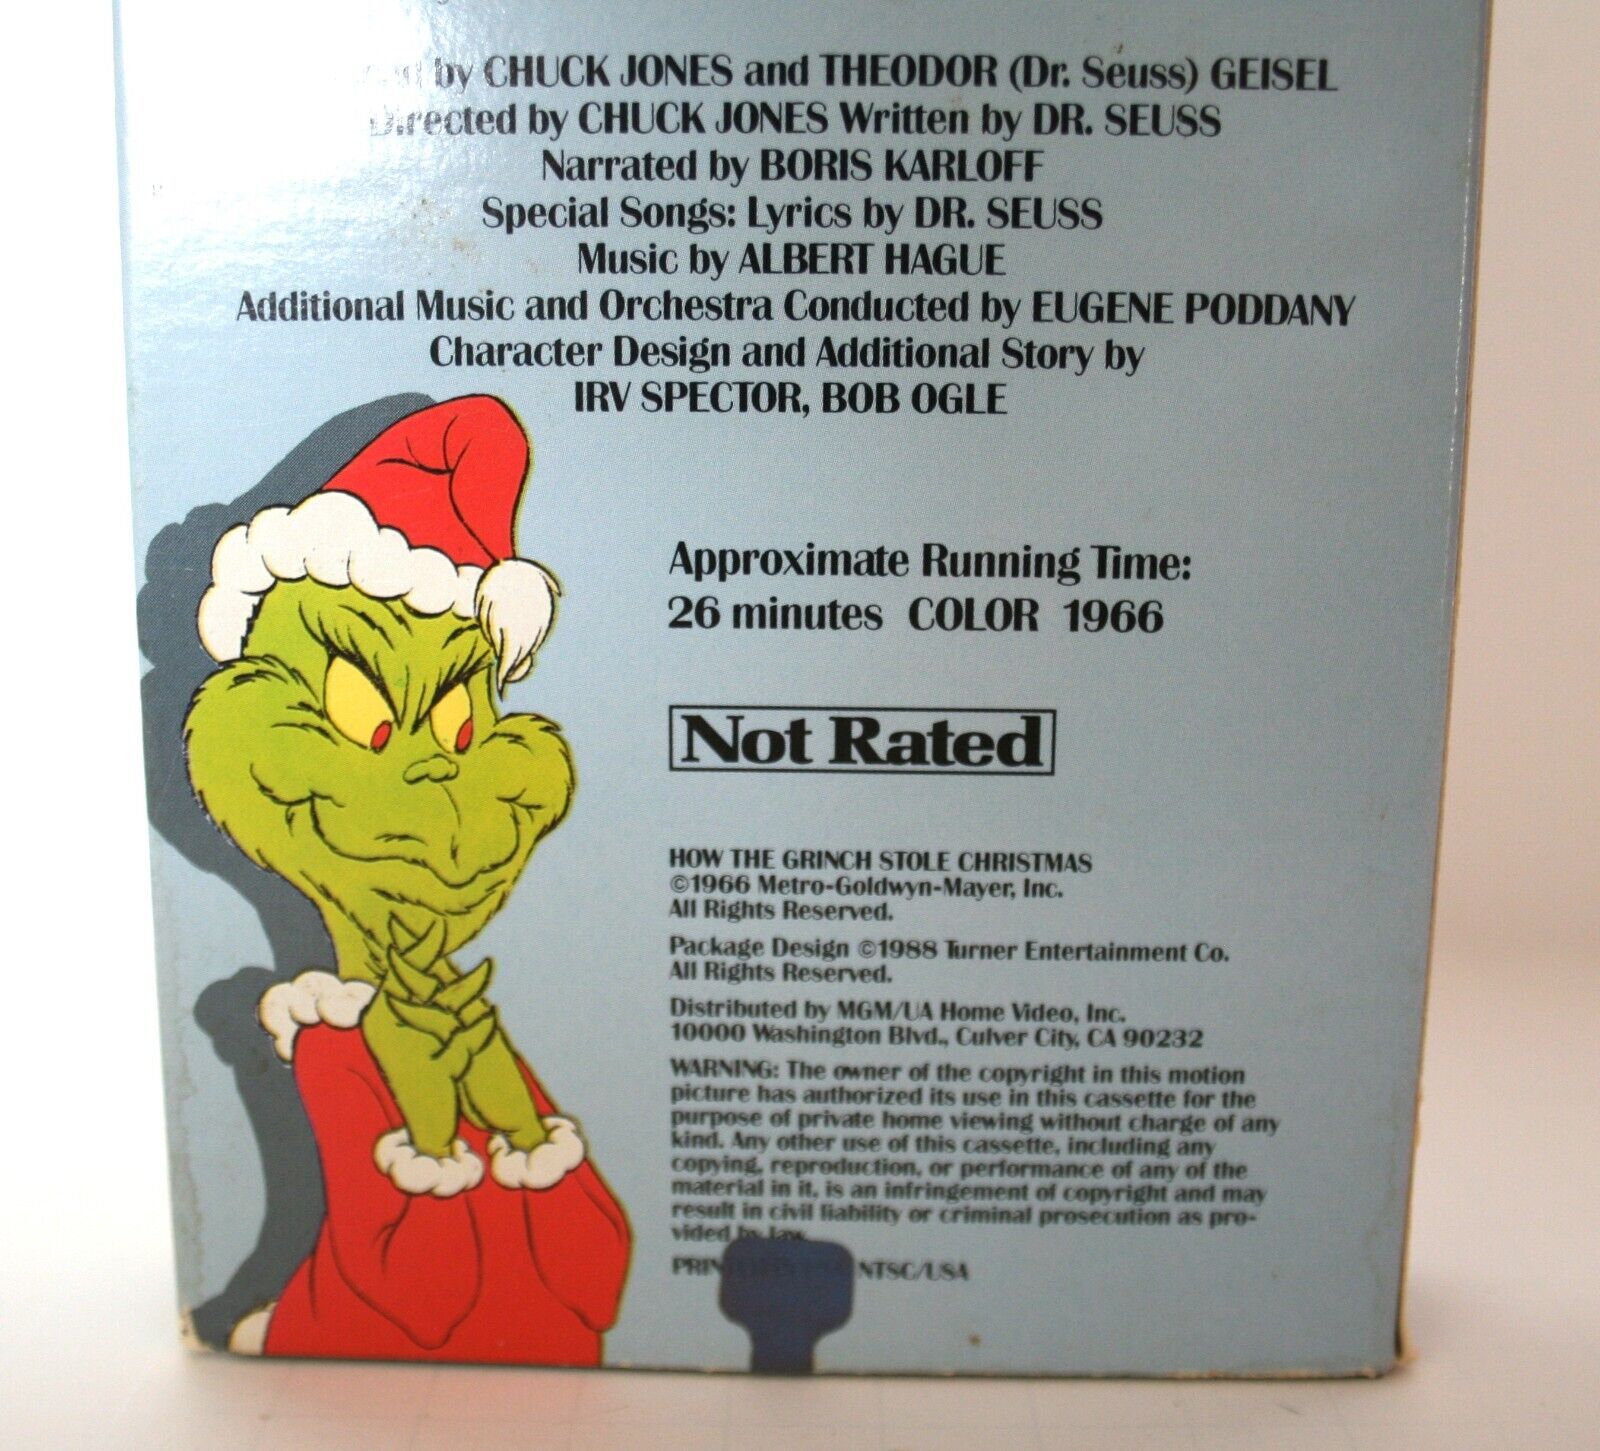 by CHUCK JONES and THEODOR (Dr. Seuss) GEISEL
Directed by CHUCK JONES Written by DR. SEUSS
Narrated by BORIS KARLOFF
Special Songs: Lyrics by DR. SEUSS
Music by ALBERT HAGUE
Additional Music and Orchestra Conducted by EUGENE PODDANY
Character Design and Additional Story by
IRV SPECTOR, BOB OGLE
Approximate Running Time:
26 minutes COLOR 1966
Not Rated
HOW THE GRINCH STOLE CHRISTMAS
©1966 Metro-Goldwyn-Mayer, Inc.
All Rights Reserved.
Package Design ©1988 Turner Entertainment Co.
All Rights Reserved.
Distributed by MGM/UA Home Video, Inc.
10000 Washington Blvd., Culver City, CA 90232
WARNING: The owner of the copyright in this motion
picture has authorized its use in this cassette for the
purpose of private home viewing without charge of any
kind. Any other use of this cassette, including any
copying, reproduction, or performance of any of the
material in it, is an infringement of copyright and may
result in civil liability or criminal prosecution as pro-
vided by law.
NTSC/USA